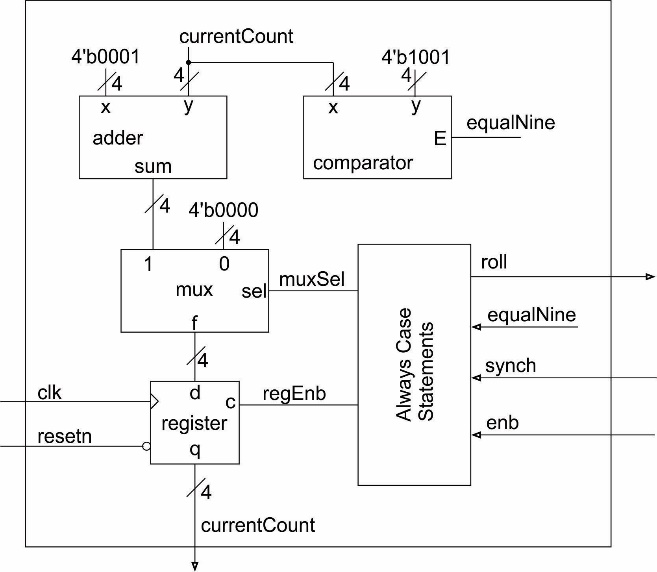 currentCount
4'b0001
4
4
4
4'b1001
4
x
y
x
y
adder
E
equalNine
sum
comparator
4
4'b0000
4
1
0
mux
sel
muxSel
f
roll
equalNine
Always Case
Statements
4
synch
clk
d
c
regEnb
register
enb
resetn
q
4
currentCount